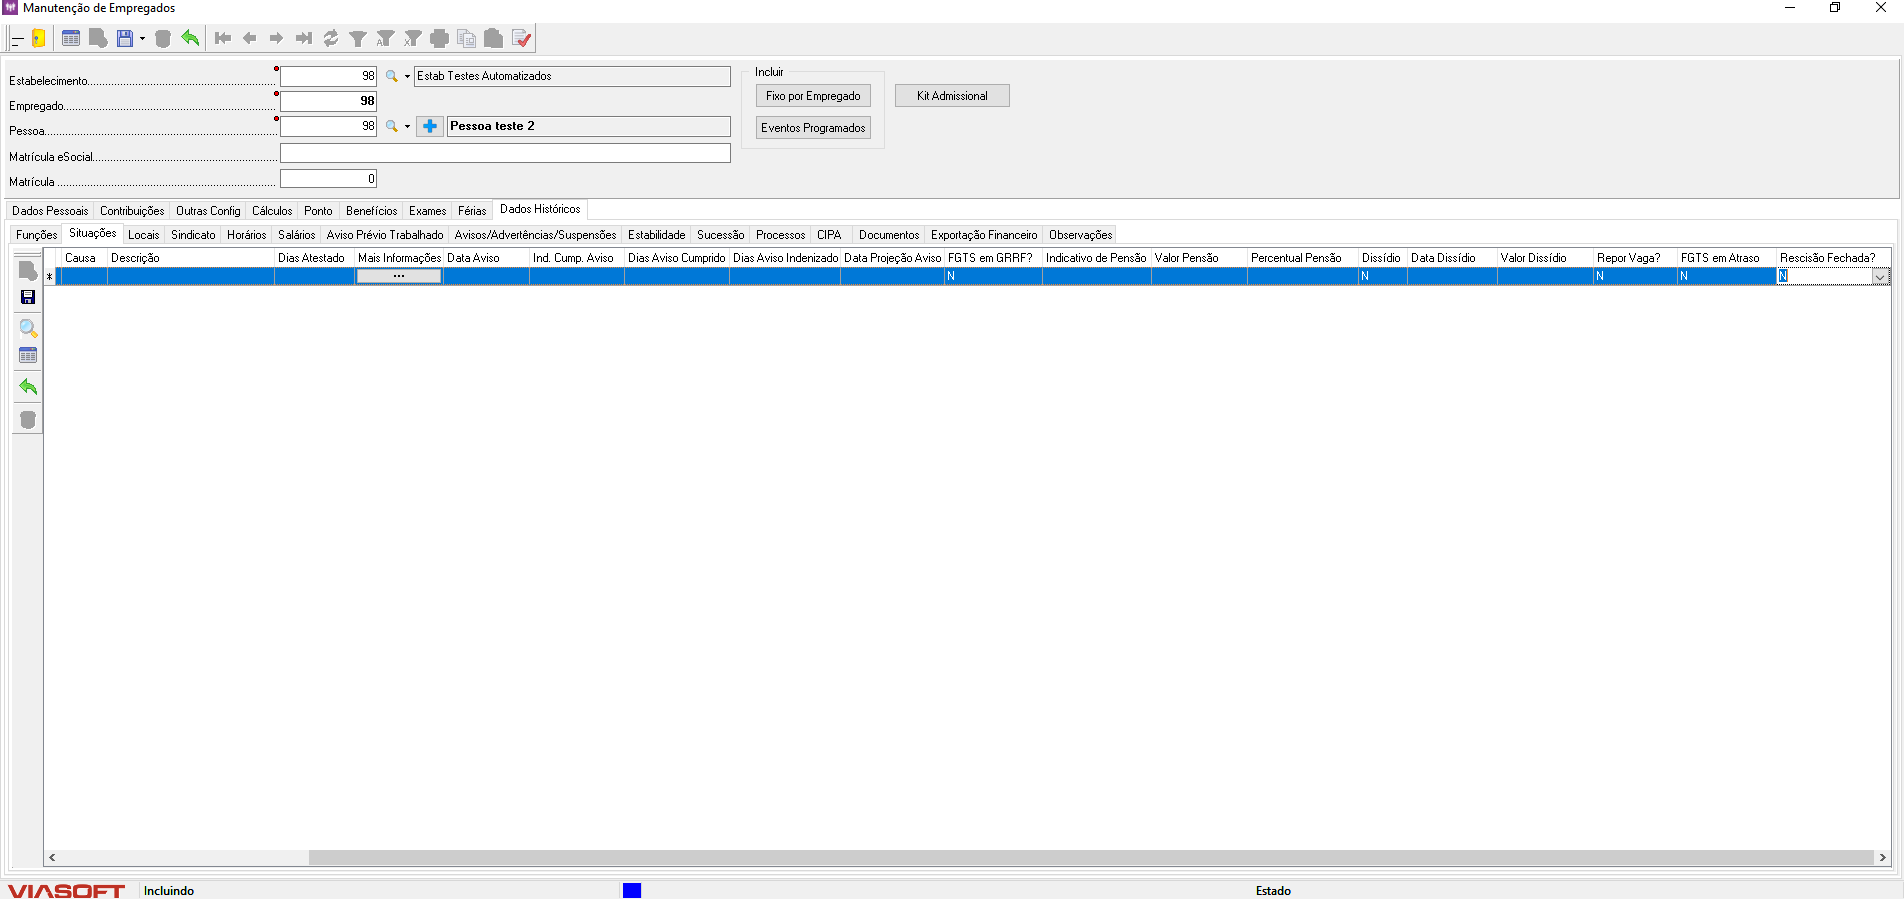 Manutenção de Empregados
Estabelecimento 98 Estab Testes Automatizados
Empregado 98
Pessoa 98 Pessoa teste 2
Matrícula eSocial
Matrícula 0
Incluir
Fixo por Empregado
Eventos Programados
Kit Admissional
Dados Pessoais Contribuições Outras Config Cálculos Ponto Benefícios Exames Férias Dados Históricos
Funções Situações Locais Sindicato Horários Salários Aviso Prévio Trabalhado Avisos/Advertências/Suspensões Estabilidade Sucessão Processos CIPA Documentos Exportação Financeiro Observações
Causa Descrição Dias Atestado Mais Informações Data Aviso Ind. Cump. Aviso Dias Aviso Cumprido Dias Aviso Indenizado Data Projeção Aviso FGTS em GRRF? Indicativo de Pensão Valor Pensão Percentual Pensão Dissídio Data Dissídio Valor Dissídio Repor Vaga? FGTS em Atraso Rescisão Fechada?
* ... N N N N N
VIASOFT Incluindo Estado